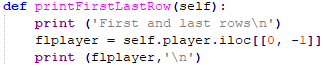 def printFirstLastRow(self):
    print ('First and last rows\n')
    flplayer = self.player.iloc[[0, -1]]
    print (flplayer,'\n')